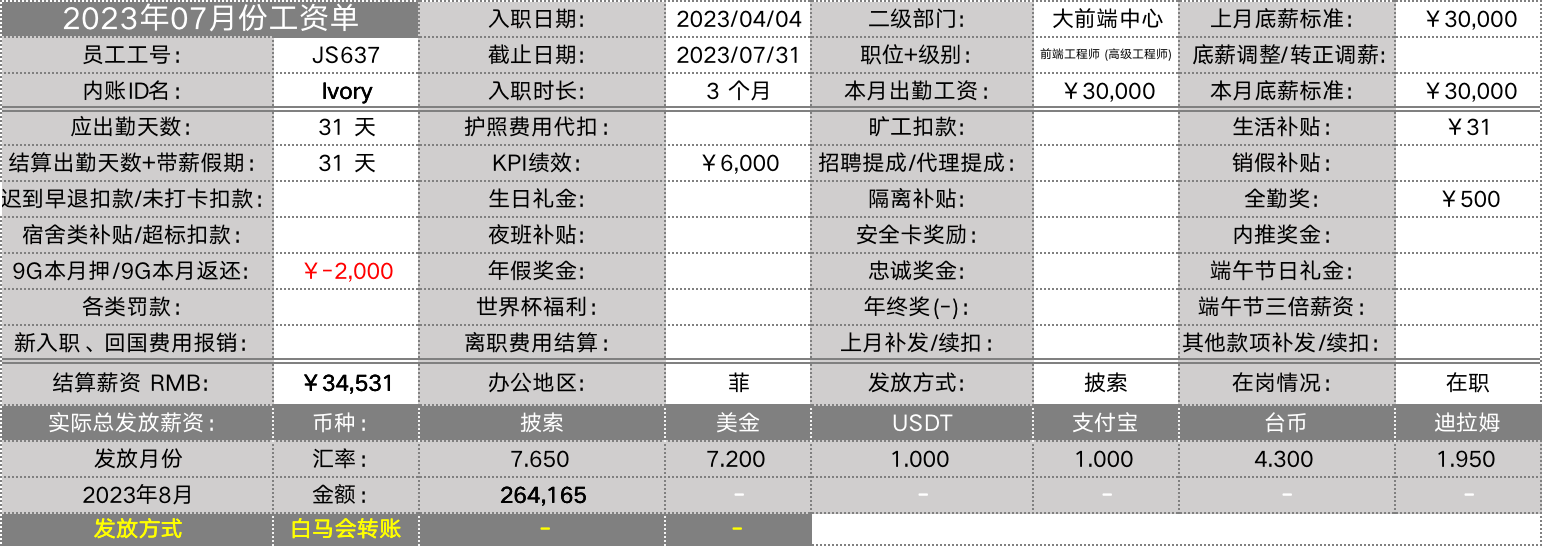 2023年07月份工资单 入职日期: 2023/04/04 二级部门: 大前端中心 上月底薪标准: ￥30,000
员工工号: JS637 截止日期: 2023/07/31 职位+级别: 前端工程师 (高级工程师) 底薪调整/转正调薪:
内账ID名: Ivory 入职时长: 3 个月 本月出勤工资: ￥30,000 本月底薪标准: ￥30,000
应出勤天数: 31 天 护照费用代扣: 旷工扣款: 生活补贴: ￥31
结算出勤天数+带薪假期: 31 天 KPI绩效: ￥6,000 招聘提成/代理提成: 销假补贴:
迟到早退扣款/未打卡扣款: 生日礼金: 隔离补贴: 全勤奖: ￥500
宿舍类补贴/超标扣款: 夜班补贴: 安全卡奖励: 内推奖金:
9G本月押/9G本月返还: ￥-2,000 年假奖金: 忠诚奖金: 端午节日礼金:
各类罚款: 世界杯福利: 年终奖(-): 端午节三倍薪资:
新入职、回国费用报销: 离职费用结算: 上月补发/续扣: 其他款项补发/续扣:
结算薪资 RMB: ￥34,531 办公地区: 菲 发放方式: 披索 在岗情况: 在职
实际总发放薪资: 币种: 披索 美金 USDT 支付宝 台币 迪拉姆
发放月份 汇率: 7.650 7.200 1.000 1.000 4.300 1.950
2023年8月 金额: 264,165 - - - - -
发放方式 白马会转账 - -